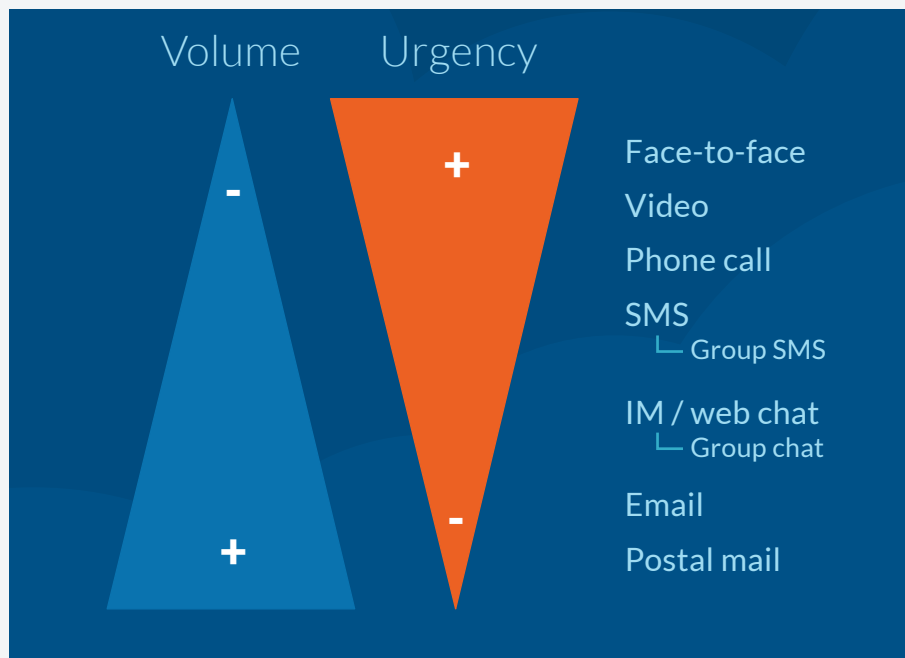 Volume
Urgency
-
+
+
-
Face-to-face
Video
Phone call
SMS
Group SMS
IM / web chat
Group chat
Email
Postal mail